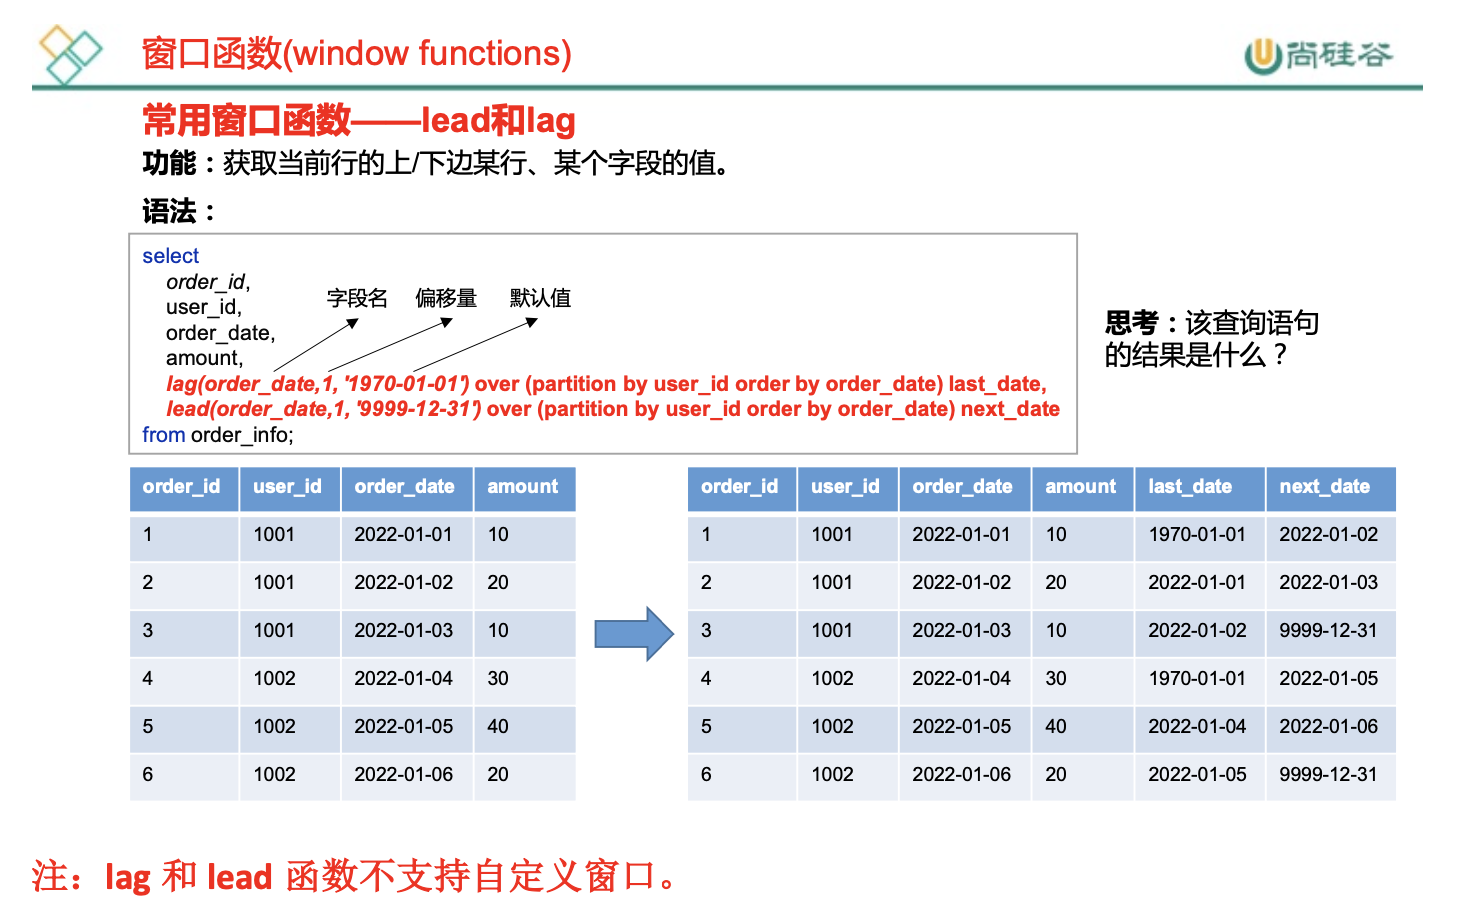 窗口函数(window functions)
尚硅谷
常用窗口函数——lead和lag
功能：获取当前行的上/下边某行、某个字段的值。
语法：
select
order_id,
字段名 偏移量 默认值
user_id,
order_date,
amount,
lag(order_date,1, '1970-01-01') over (partition by user_id order by order_date) last_date,
lead(order_date,1, '9999-12-31') over (partition by user_id order by order_date) next_date
from order_info;
思考：该查询语句
的结果是什么？
order_id user_id order_date amount
1 1001 2022-01-01 10
2 1001 2022-01-02 20
3 1001 2022-01-03 10
4 1002 2022-01-04 30
5 1002 2022-01-05 40
6 1002 2022-01-06 20
order_id user_id order_date amount last_date next_date
1 1001 2022-01-01 10 1970-01-01 2022-01-02
2 1001 2022-01-02 20 2022-01-01 2022-01-03
3 1001 2022-01-03 10 2022-01-02 9999-12-31
4 1002 2022-01-04 30 1970-01-01 2022-01-05
5 1002 2022-01-05 40 2022-01-04 2022-01-06
6 1002 2022-01-06 20 2022-01-05 9999-12-31
注：lag 和 lead 函数不支持自定义窗口。